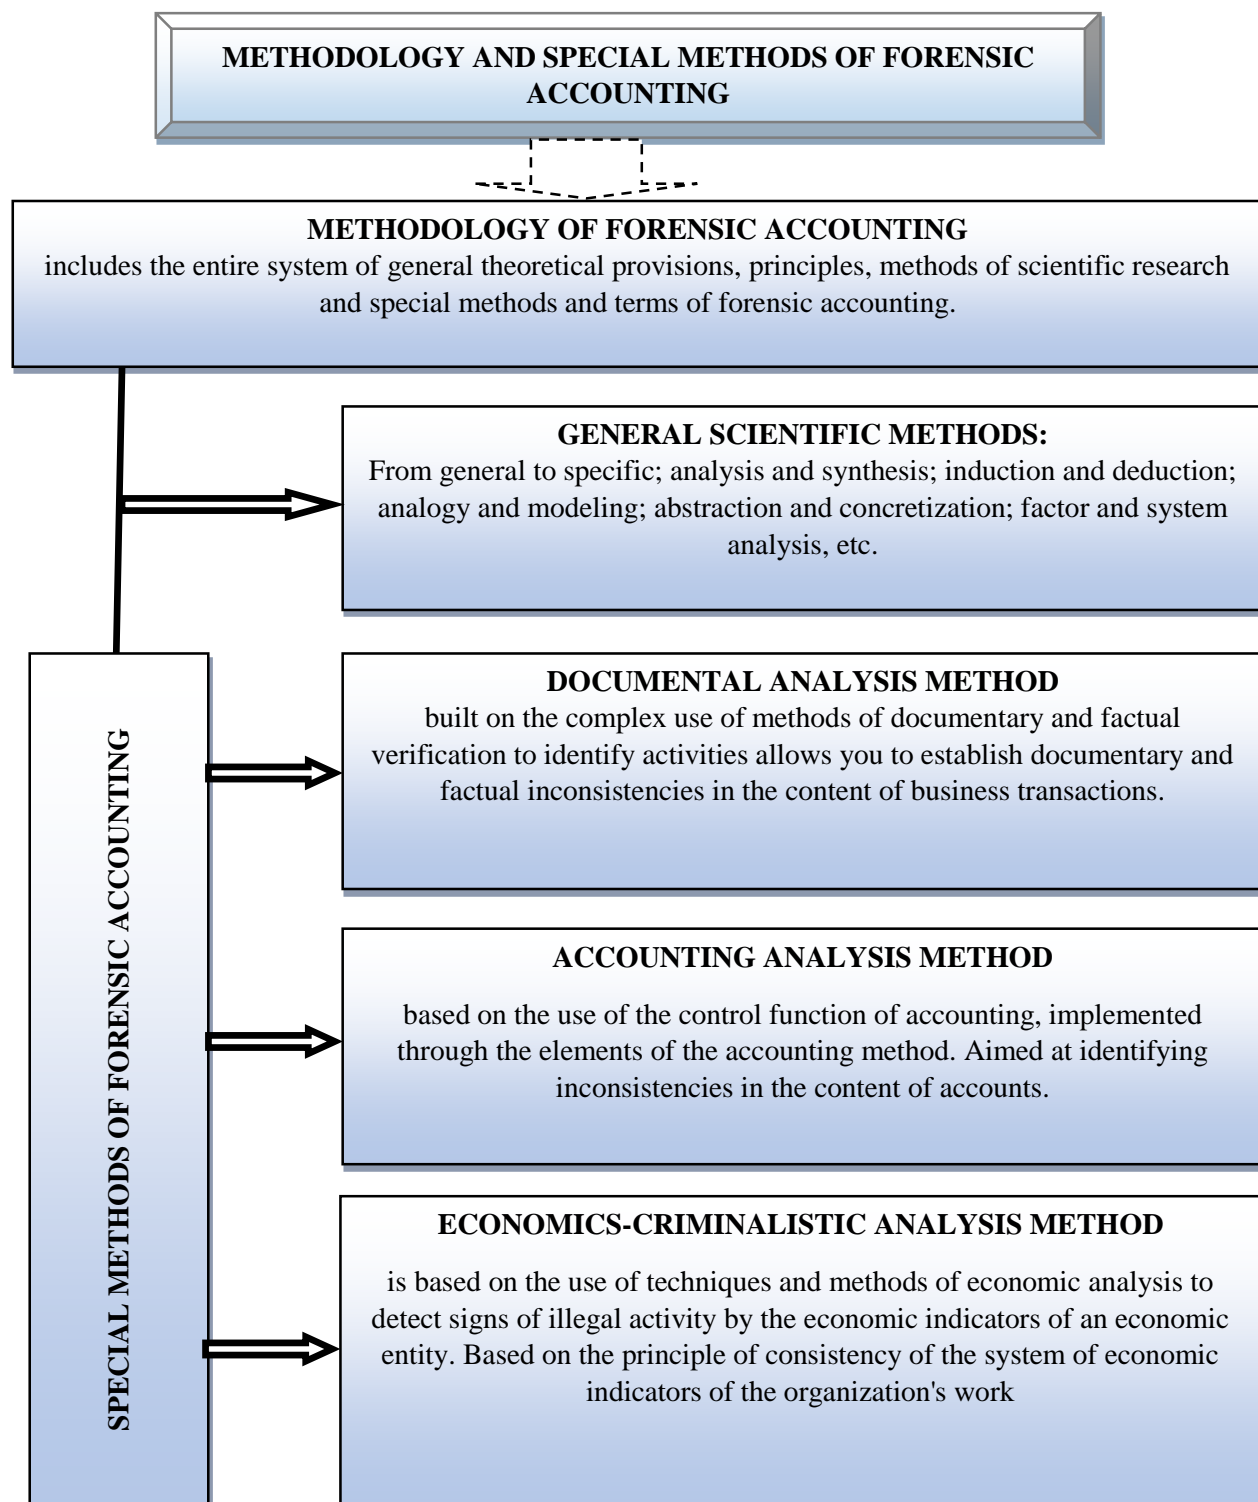 METHODOLOGY AND SPECIAL METHODS OF FORENSIC
ACCOUNTING
METHODOLOGY OF FORENSIC ACCOUNTING
includes the entire system of general theoretical provisions, principles, methods of scientific research
and special methods and terms of forensic accounting.
GENERAL SCIENTIFIC METHODS:
From general to specific; analysis and synthesis; induction and deduction;
analogy and modeling; abstraction and concretization; factor and system
analysis, etc.
SPECIAL METHODS OF FORENSIC ACCOUNTING
DOCUMENTAL ANALYSIS METHOD
built on the complex use of methods of documentary and factual
verification to identify activities allows you to establish documentary and
factual inconsistencies in the content of business transactions.
ACCOUNTING ANALYSIS METHOD
based on the use of the control function of accounting, implemented
through the elements of the accounting method. Aimed at identifying
inconsistencies in the content of accounts.
ECONOMICS-CRIMINALISTIC ANALYSIS METHOD
is based on the use of techniques and methods of economic analysis to
detect signs of illegal activity by the economic indicators of an economic
entity. Based on the principle of consistency of the system of economic
indicators of the organization's work